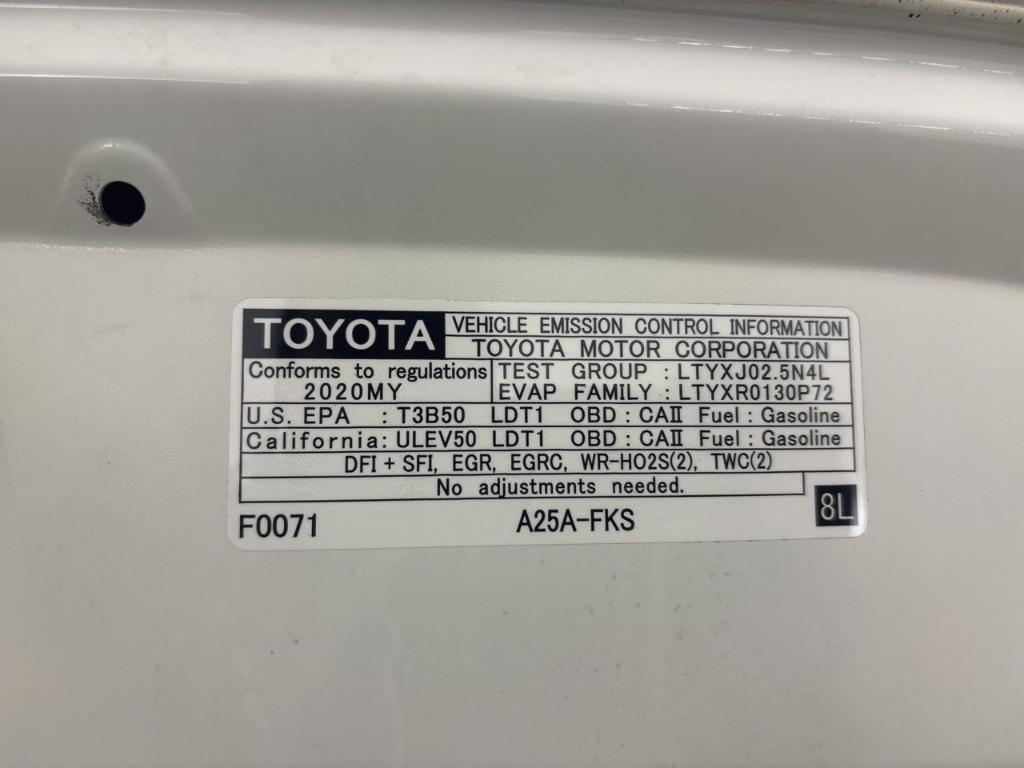 TOYOTA
VEHICLE EMISSION CONTROL INFORMATION
TOYOTA MOTOR CORPORATION
Conforms to regulations
2020MY
TEST GROUP : LTYXJ02.5N4L
EVAP FAMILY : LTYXR0130P72
U.S. EPA : T3B50 LDT1 OBD : CAⅡ Fuel : Gasoline
California : ULEV50 LDT1 OBD : CAⅡ Fuel : Gasoline
DFI + SFI, EGR, EGRC, WR-HO2S(2), TWC(2)
No adjustments needed.
F0071 A25A-FKS 8L